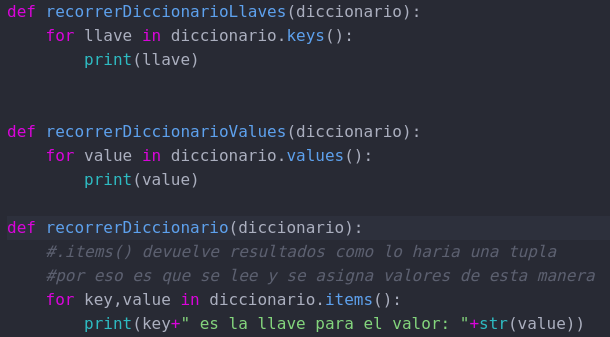 def recorrerDiccionarioLlaves(diccionario):
    for llave in diccionario.keys():
        print(llave)
def recorrerDiccionarioValues(diccionario):
    for value in diccionario.values():
        print(value)
def recorrerDiccionario(diccionario):
    #.items() devuelve resultados como lo haria una tupla
    #por eso es que se lee y se asigna valores de esta manera
    for key,value in diccionario.items():
        print(key+" es la llave para el valor: "+str(value))